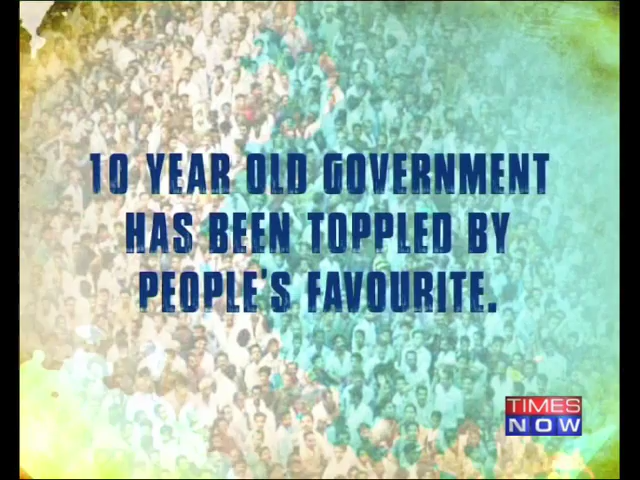 10 YEAR OLD GOVERNMENT
HAS BEEN TOPPLED BY
PEOPLE'S FAVOURITE.
TIMES
NOW